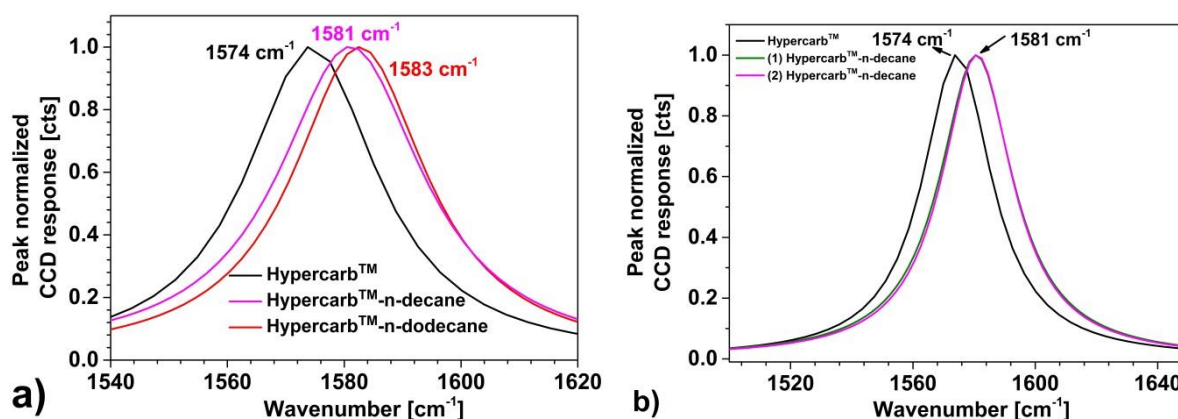 1581 cm⁻¹
1574 cm⁻¹
1583 cm⁻¹
1.0
0.8
0.6
0.4
0.2
0.0
Peak normalized
CCD response [cts]
Hypercarb™
Hypercarb™-n-decane
Hypercarb™-n-dodecane
1540 1560 1580 1600 1620
Wavenumber [cm⁻¹]
a)
Hypercarb™
(1) Hypercarb™-n-decane
(2) Hypercarb™-n-decane
1574 cm⁻¹ 1581 cm⁻¹
1.0
0.8
0.6
0.4
0.2
0.0
Peak normalized
CCD response [cts]
1520 1560 1600 1640
Wavenumber [cm⁻¹]
b)